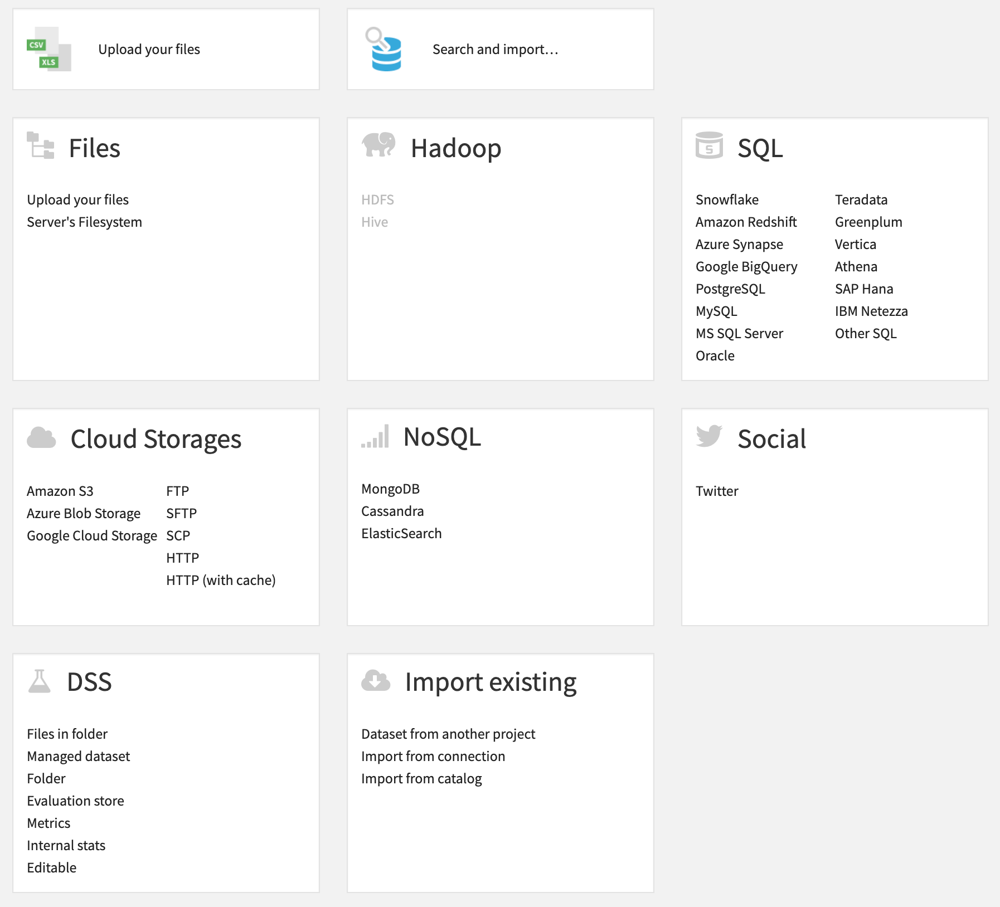 CSV
XLS
Upload your files
Search and import…
Files
Upload your files
Server's Filesystem
Hadoop
HDFS
Hive
S
SQL
Snowflake
Amazon Redshift
Azure Synapse
Google BigQuery
PostgreSQL
MySQL
MS SQL Server
Oracle
Teradata
Greenplum
Vertica
Athena
SAP Hana
IBM Netezza
Other SQL
Cloud Storages
Amazon S3
Azure Blob Storage
Google Cloud Storage
FTP
SFTP
SCP
HTTP
HTTP (with cache)
NoSQL
MongoDB
Cassandra
ElasticSearch
Social
Twitter
DSS
Files in folder
Managed dataset
Folder
Evaluation store
Metrics
Internal stats
Editable
Import existing
Dataset from another project
Import from connection
Import from catalog